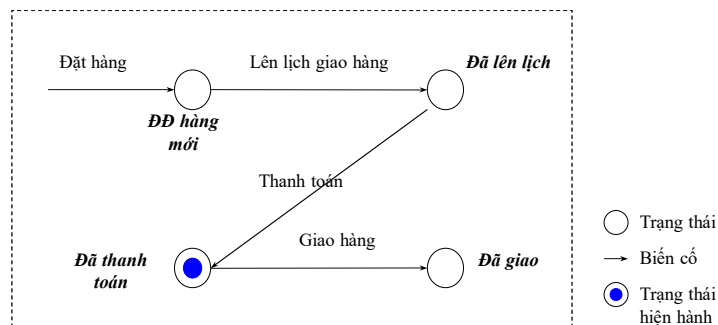 Đặt hàng
Lên lịch giao hàng
Đã lên lịch
ĐĐ hàng
mới
Thanh toán
Giao hàng
Đã thanh
toán
Đã giao
Trạng thái
Biến cố
Trạng thái
hiện hành